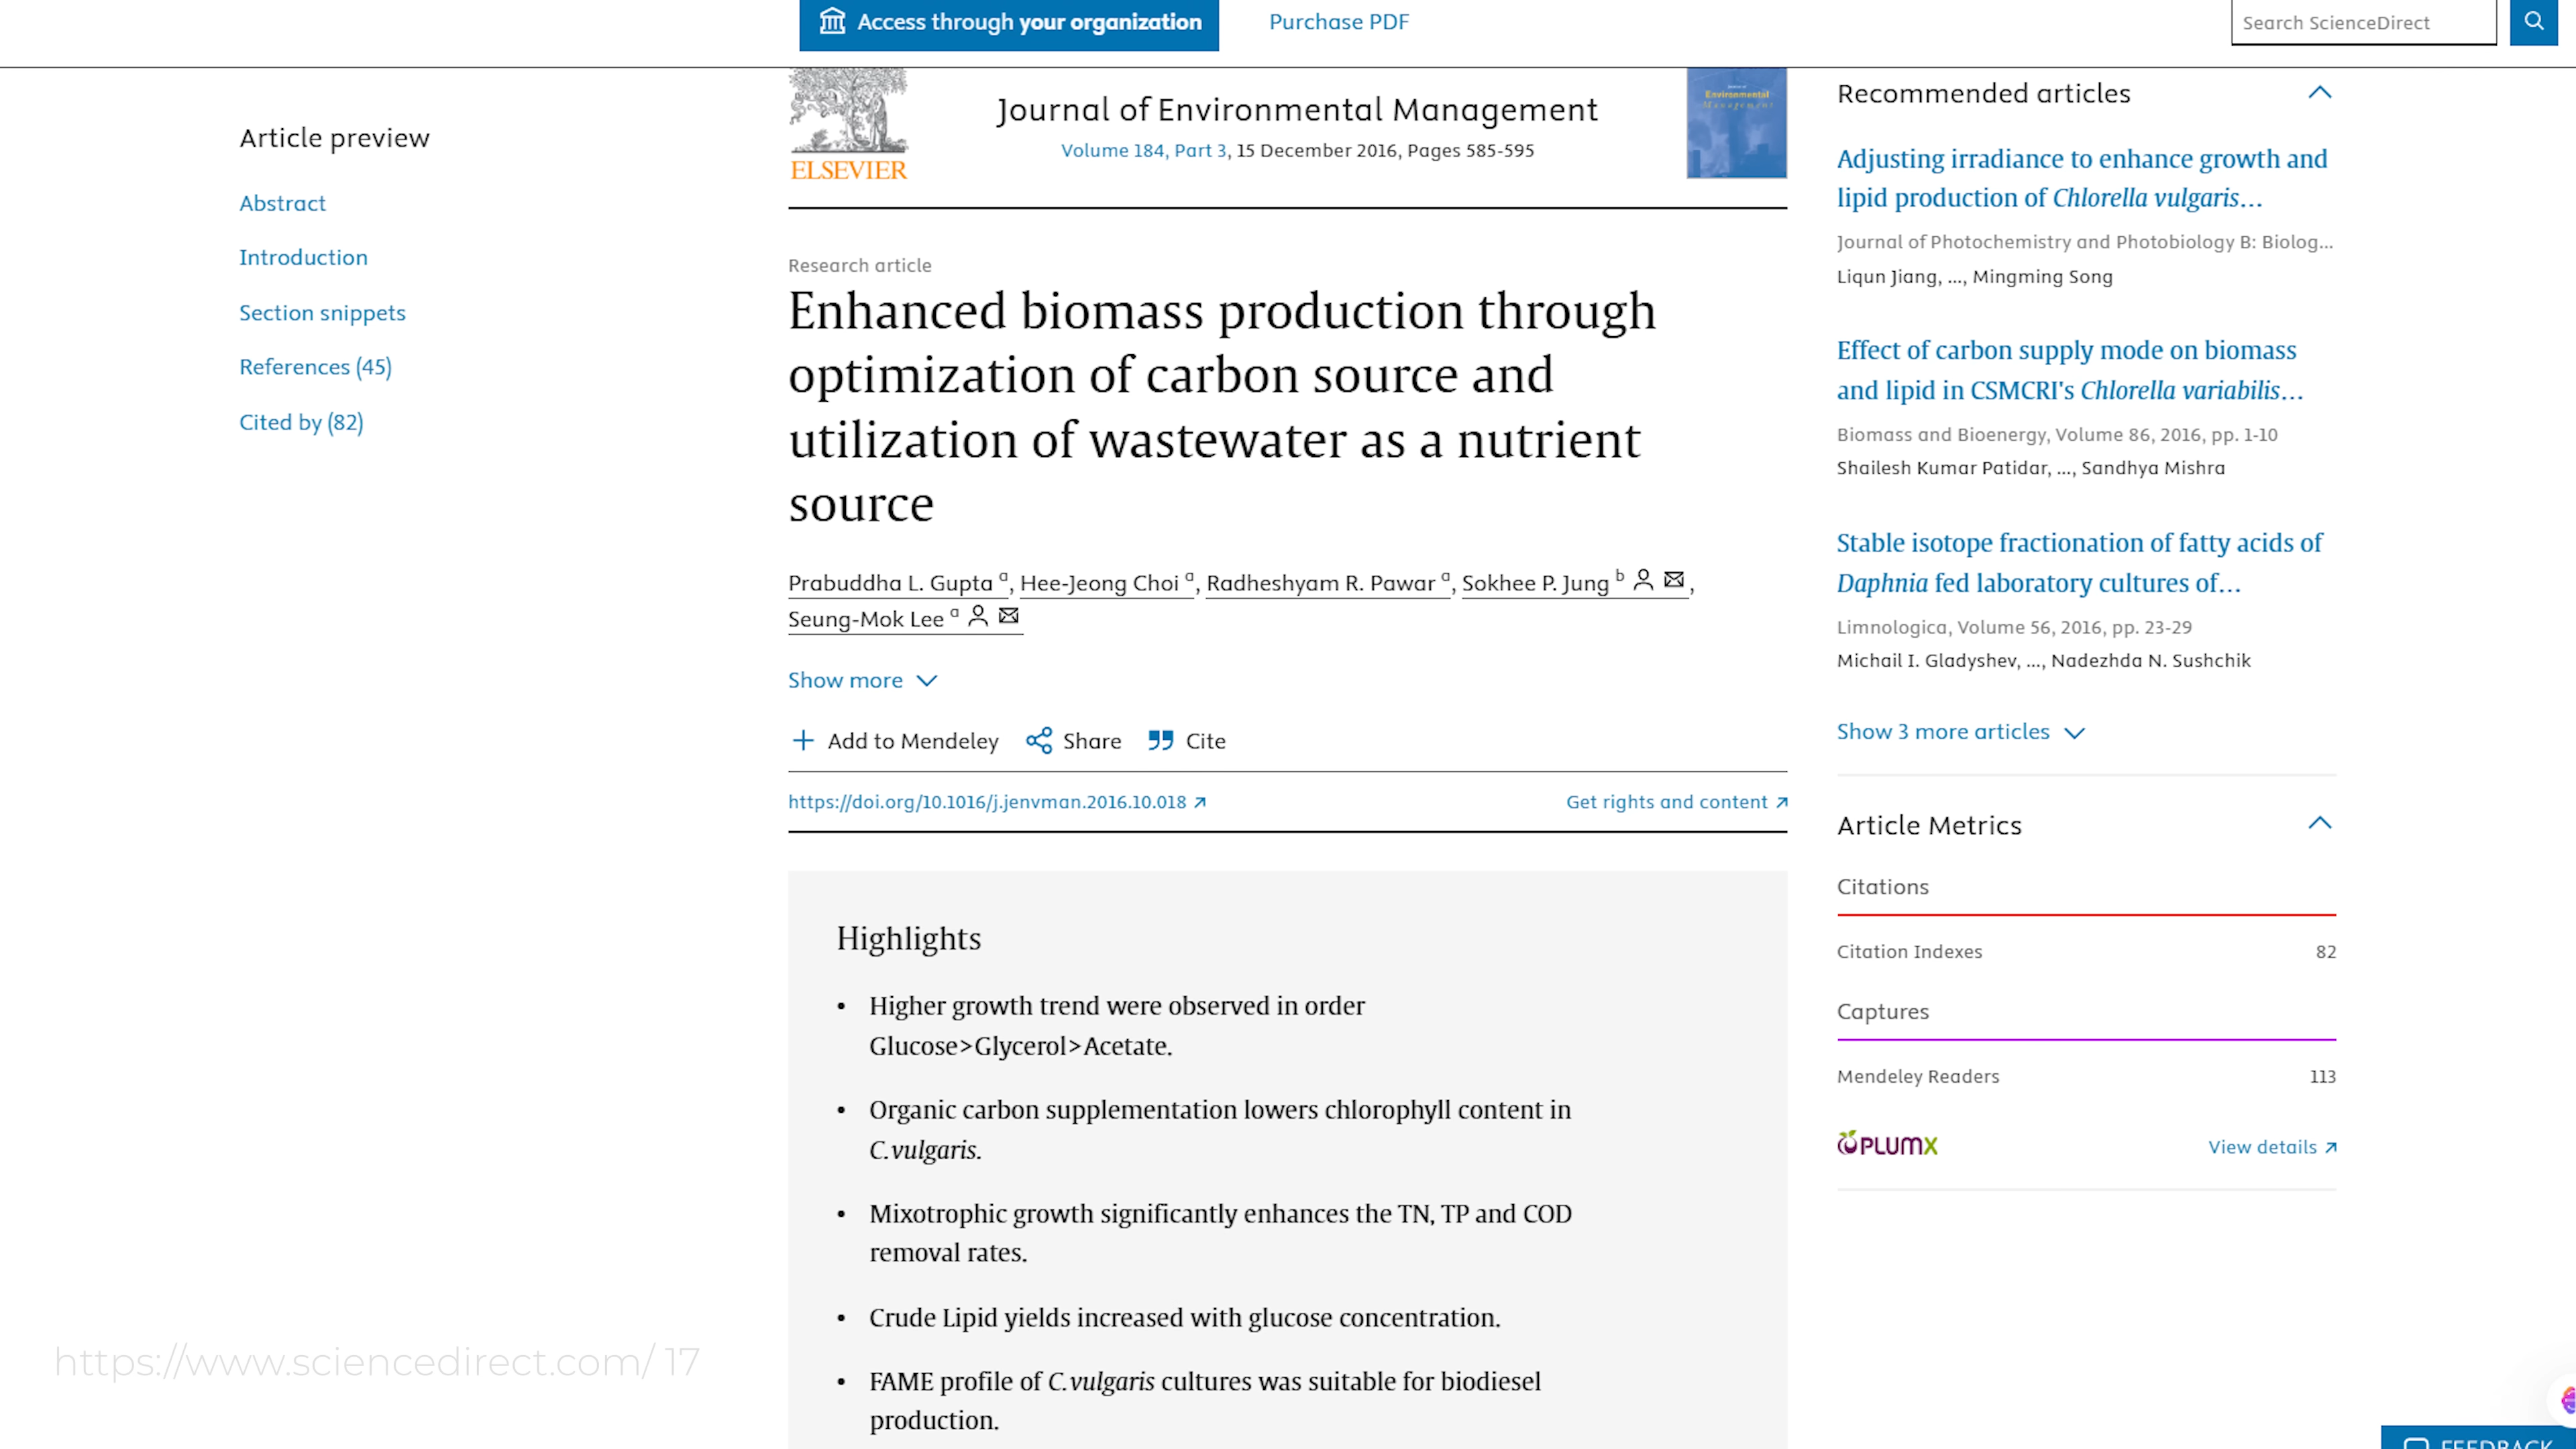 Access through your organization
Purchase PDF
Search ScienceDirect
Article preview
Abstract
Introduction
Section snippets
References (45)
Cited by (82)
ELSEVIER
Journal of Environmental Management
Volume 184, Part 3, 15 December 2016, Pages 585-595
Environmental
Management
Research article
Enhanced biomass production through
optimization of carbon source and
utilization of wastewater as a nutrient
source
Prabuddha L. Gupta a, Hee-Jeong Choi a, Radheshyam R. Pawar a, Sokhee P. Jung b,
Seung-Mok Lee a
Show more
Add to Mendeley Share Cite
https://doi.org/10.1016/j.jenvman.2016.10.018
Get rights and content
Highlights
• Higher growth trend were observed in order
Glucose>Glycerol>Acetate.
• Organic carbon supplementation lowers chlorophyll content in
C.vulgaris.
• Mixotrophic growth significantly enhances the TN, TP and COD
removal rates.
• Crude Lipid yields increased with glucose concentration.
• FAME profile of C.vulgaris cultures was suitable for biodiesel
production.
Recommended articles
Adjusting irradiance to enhance growth and
lipid production of Chlorella vulgaris...
Journal of Photochemistry and Photobiology B: Biolog...
Liqun Jiang, ..., Mingming Song
Effect of carbon supply mode on biomass
and lipid in CSMCRI's Chlorella variabilis...
Biomass and Bioenergy, Volume 86, 2016, pp. 1-10
Shailesh Kumar Patidar, ..., Sandhya Mishra
Stable isotope fractionation of fatty acids of
Daphnia fed laboratory cultures of...
Limnologica, Volume 56, 2016, pp. 23-29
Michail I. Gladyshev, ..., Nadezhda N. Sushchik
Show 3 more articles
Article Metrics
Citations
Citation Indexes 82
Captures
Mendeley Readers 113
PLUMX
View details
FEEDBACK
https://www.sciencedirect.com/ 17